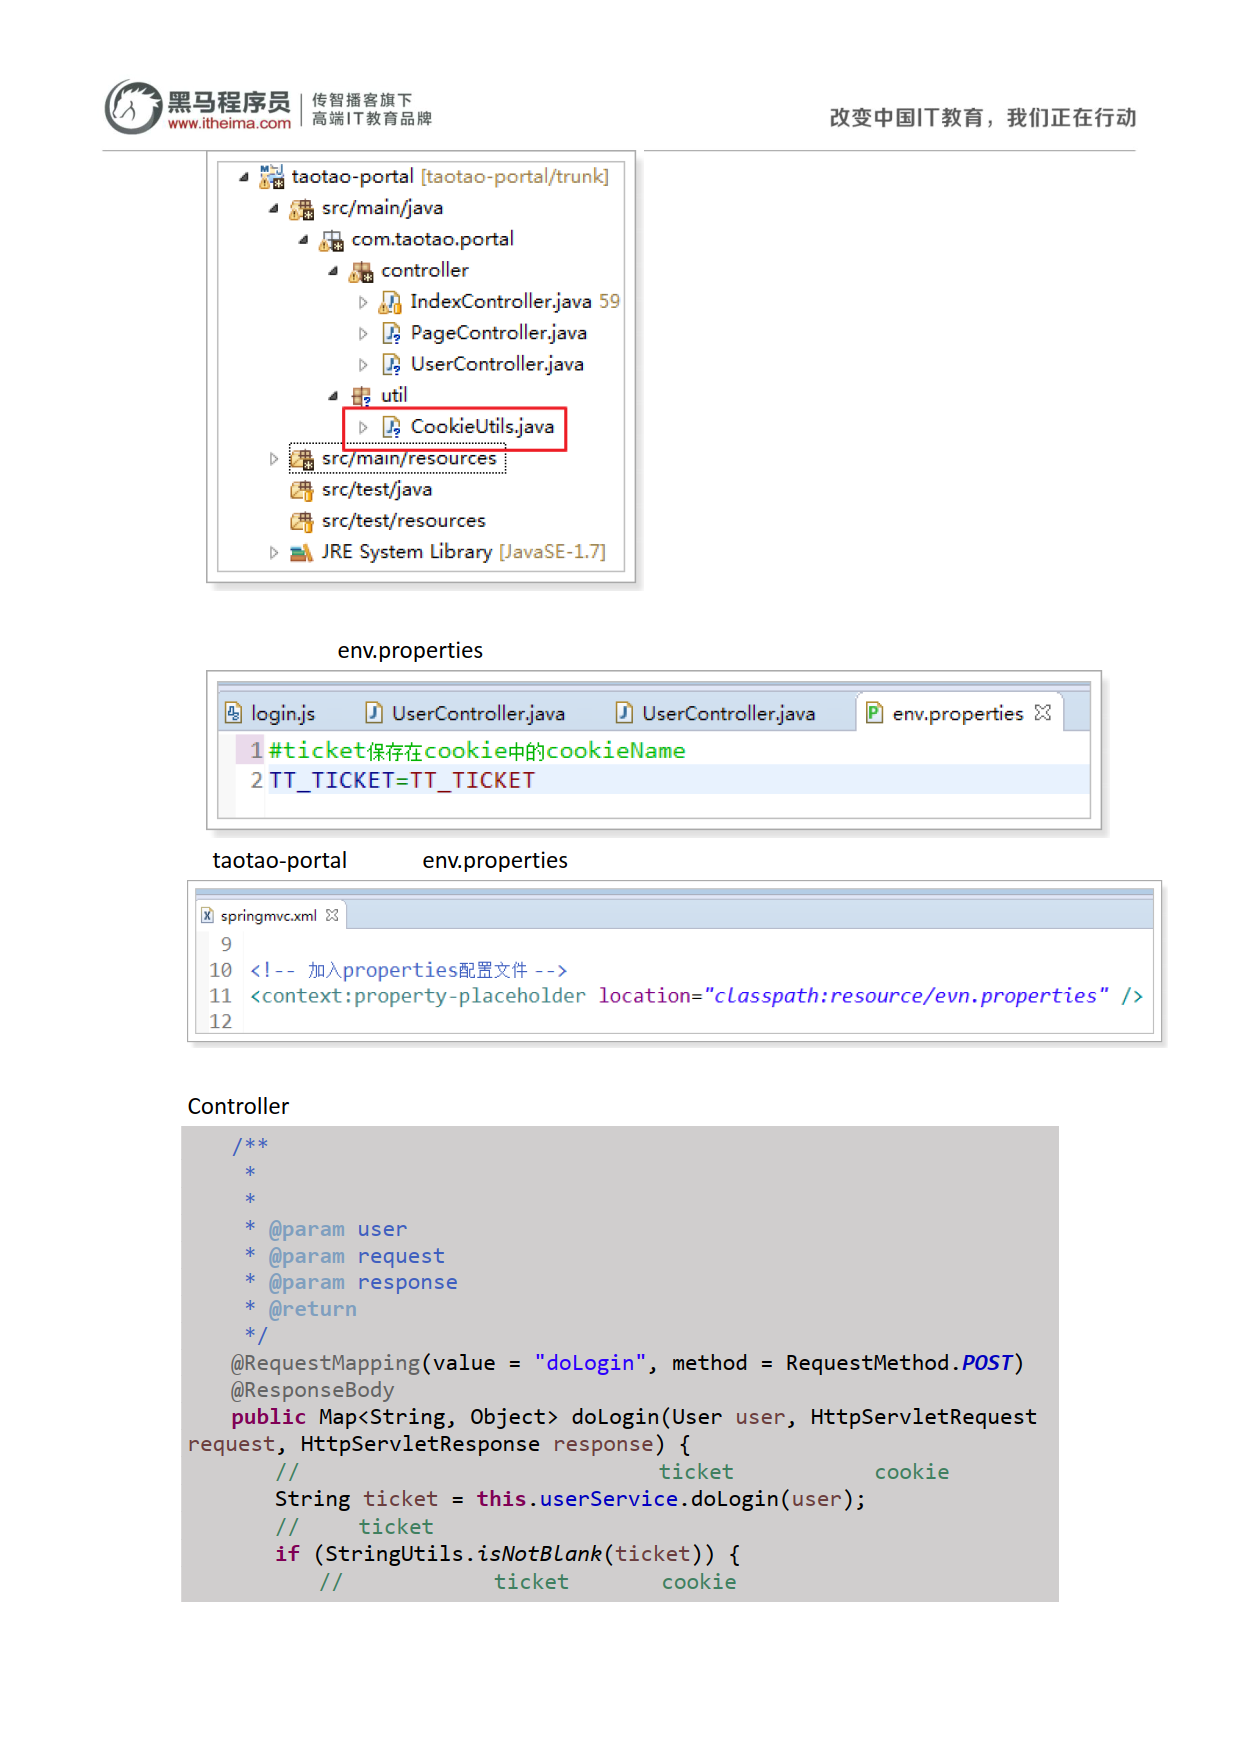 黑马程序员
www.itheima.com
传智播客旗下
高端IT教育品牌
改变中国IT教育，我们正在行动
taotao-portal [taotao-portal/trunk]
src/main/java
com.taotao.portal
controller
IndexController.java 59
PageController.java
UserController.java
util
CookieUtils.java
src/main/resources
src/test/java
src/test/resources
JRE System Library [JavaSE-1.7]
env.properties
login.js UserController.java UserController.java env.properties
1 #ticket保存在cookie中的cookieName
2 TT_TICKET=TT_TICKET
taotao-portal env.properties
springmvc.xml
9
10 <!-- 加入properties配置文件 -->
11 <context:property-placeholder location="classpath:resource/evn.properties" />
12
Controller
/**
*
*
* @param user
* @param request
* @param response
* @return
*/
@RequestMapping(value = "doLogin", method = RequestMethod.POST)
@ResponseBody
public Map<String, Object> doLogin(User user, HttpServletRequest
request, HttpServletResponse response) {
// ticket cookie
String ticket = this.userService.doLogin(user);
// ticket
if (StringUtils.isNotBlank(ticket)) {
// ticket cookie